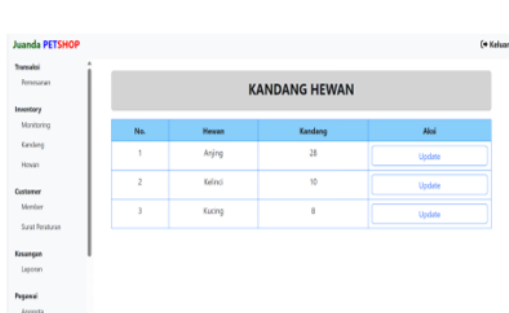 Juanda PETSHOP
Keluar
Transaksi
Pemesanan
Inventory
Monitoring
Kandang
Hewan
Customer
Member
Surat Peraturan
Keuangan
Laporan
Pegawai
Anggota
KANDANG HEWAN
No. Hewan Kandang Aksi
1 Anjing 28 Update
2 Kelinci 10 Update
3 Kucing 8 Update